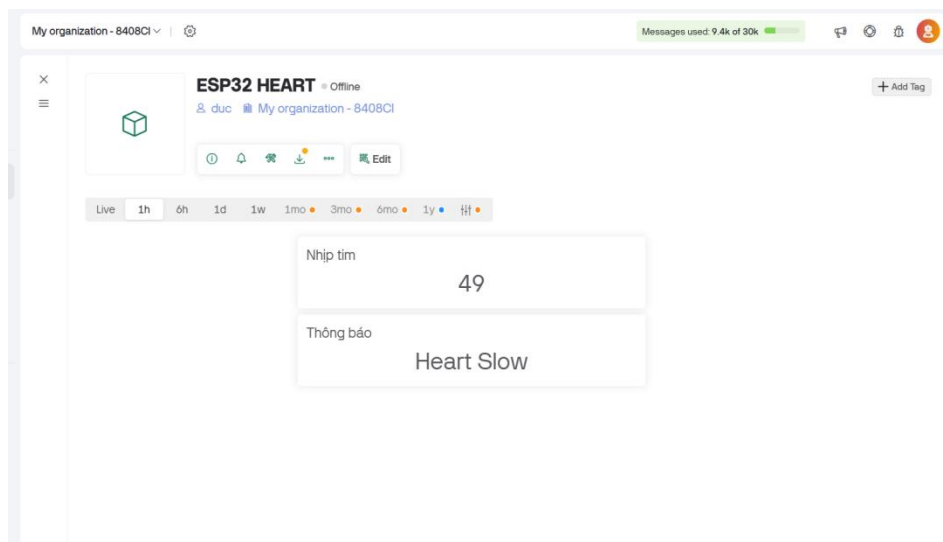 My organization - 8408CI
Messages used: 9.4k of 30k
ESP32 HEART Offline
duc My organization - 8408CI
Add Tag
Edit
Live 1h 6h 1d 1w 1mo 3mo 6mo 1y
Nhịp tim
49
Thông báo
Heart Slow